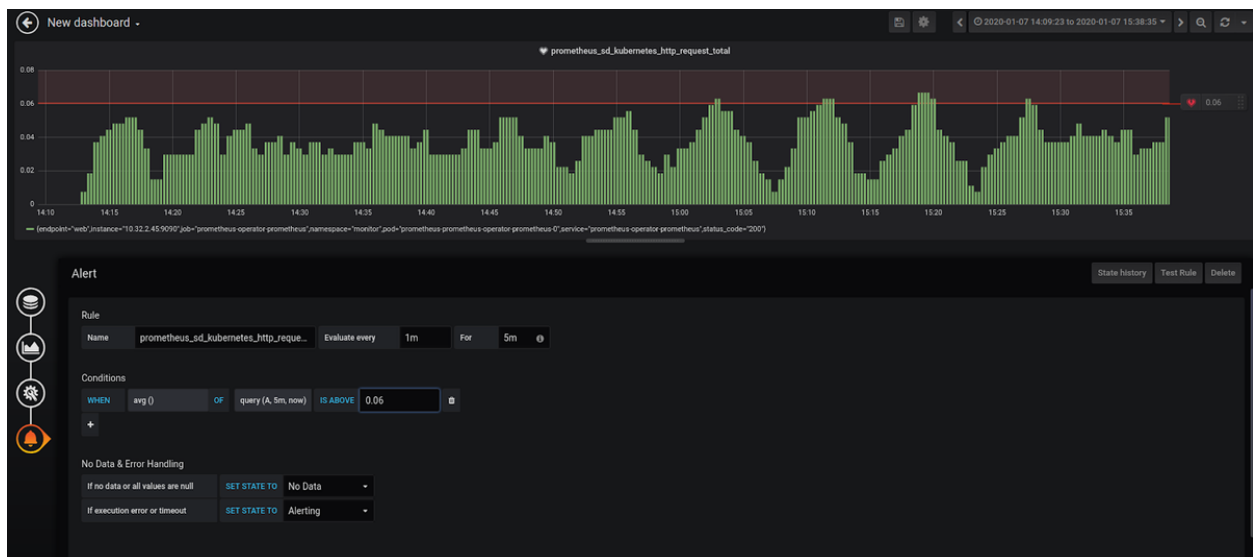 New dashboard
2020-01-07 14:09:23 to 2020-01-07 15:38:35
prometheus_sd_kubernetes_http_request_total
0.08
0.06
0.04
0.02
0
0.06
14:10 14:15 14:20 14:25 14:30 14:35 14:40 14:45 14:50 14:55 15:00 15:05 15:10 15:15 15:20 15:25 15:30 15:35
{endpoint="web",instance="10.32.2.45:9090",job="prometheus-operator-prometheus",namespace="monitor",pod="prometheus-prometheus-operator-prometheus-0",service="prometheus-operator-prometheus",status_code="200"}
Alert
State history Test Rule Delete
Rule
Name prometheus_sd_kubernetes_http_reque... Evaluate every 1m For 5m
Conditions
WHEN avg () OF query (A, 5m, now) IS ABOVE 0.06
+
No Data & Error Handling
If no data or all values are null SET STATE TO No Data
If execution error or timeout SET STATE TO Alerting